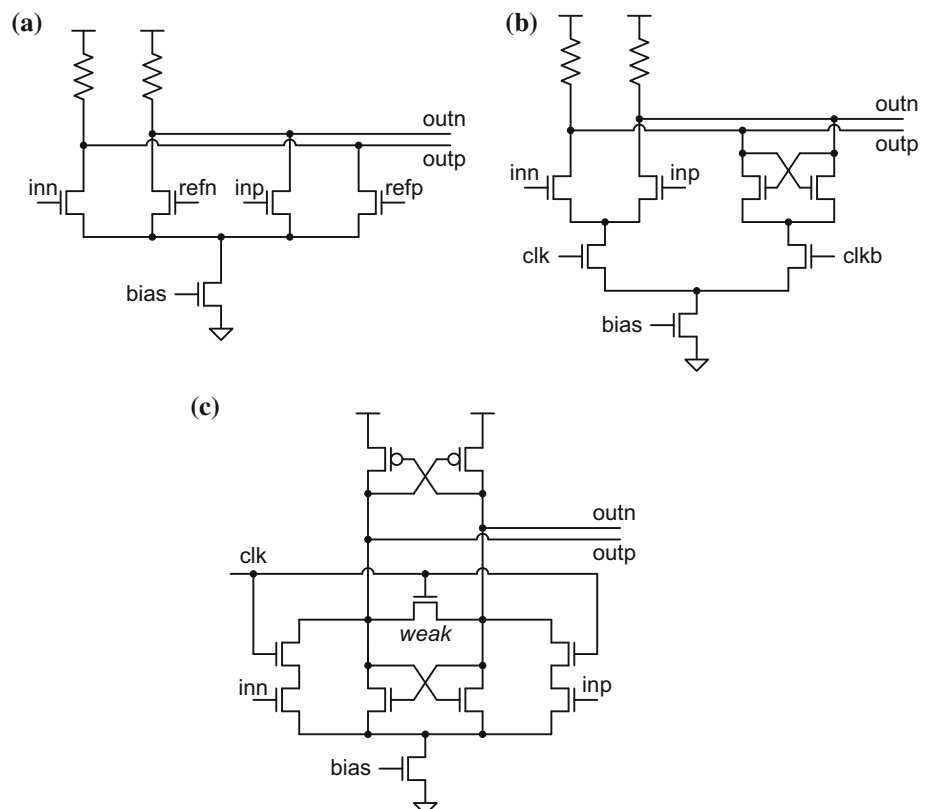 (a)
outn
outp
inn
refn
inp
refp
bias
(b)
outn
outp
inn
inp
clk
clkb
bias
(c)
outn
outp
clk
weak
inn
inp
bias